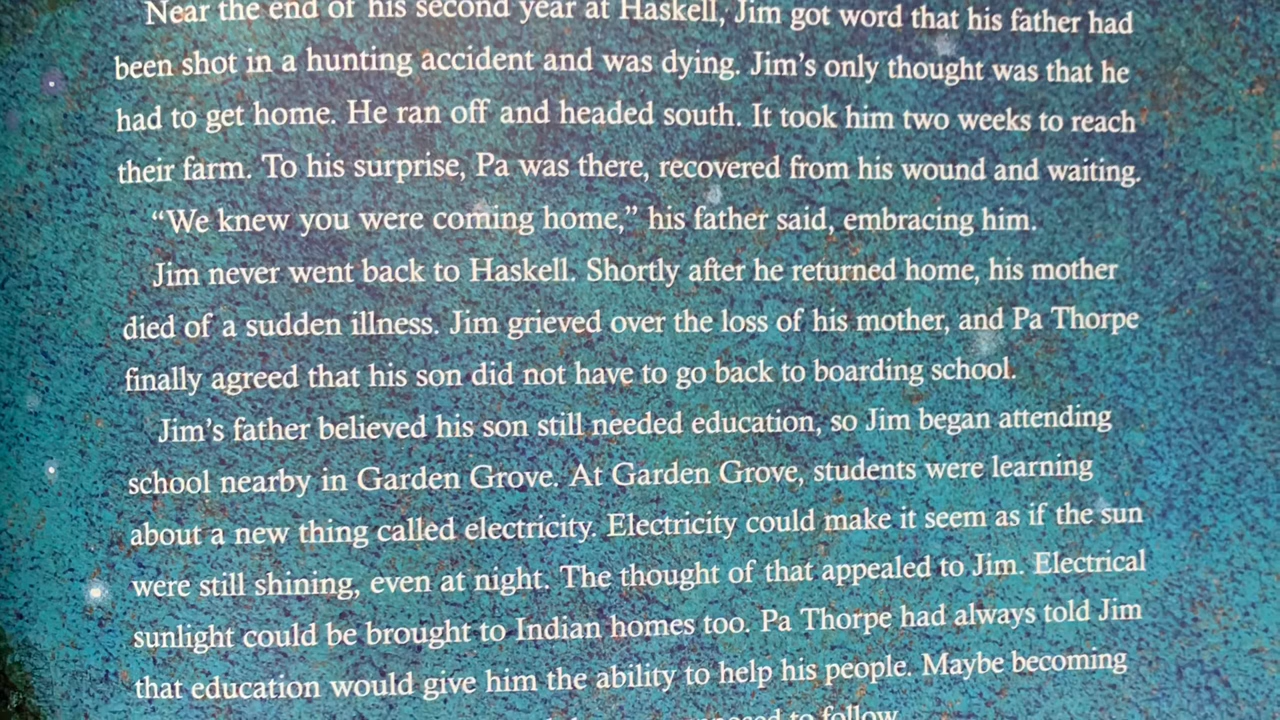 Near the end of his second year at Haskell, Jim got word that his father had
been shot in a hunting accident and was dying. Jim's only thought was that he
had to get home. He ran off and headed south. It took him two weeks to reach
their farm. To his surprise, Pa was there, recovered from his wound and waiting.
“We knew you were coming home,” his father said, embracing him.
Jim never went back to Haskell. Shortly after he returned home, his mother
died of a sudden illness. Jim grieved over the loss of his mother, and Pa Thorpe
finally agreed that his son did not have to go back to boarding school.
Jim's father believed his son still needed education, so Jim began attending
school nearby in Garden Grove. At Garden Grove, students were learning
about a new thing called electricity. Electricity could make it seem as if the sun
were still shining, even at night. The thought of that appealed to Jim. Electrical
sunlight could be brought to Indian homes too. Pa Thorpe had always told Jim
that education would give him the ability to help his people. Maybe becoming
to follow